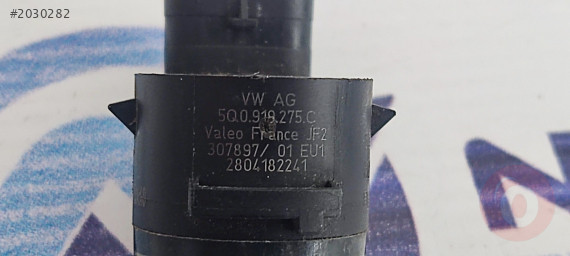 #2030282
VW AG
5Q0.919.275.C
Valeo France JF2
307897/ 01 EU1
2804182241